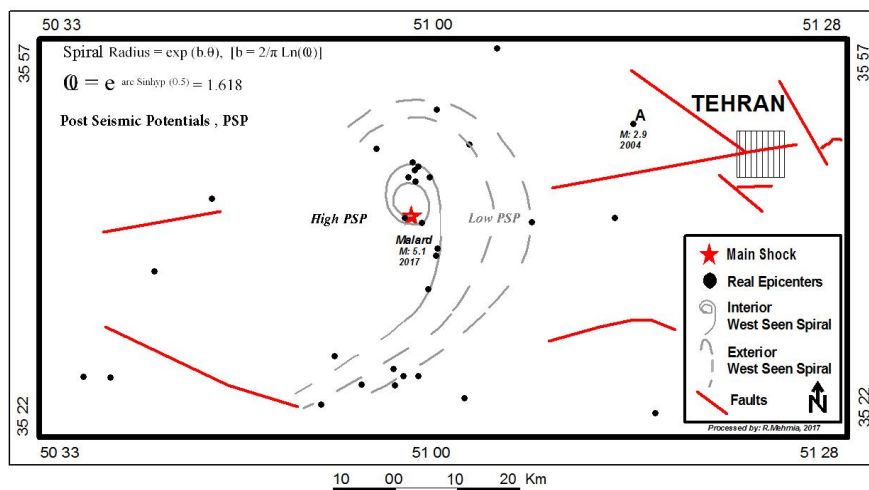 50 33
51 00
51 28
35 57
35 57
Spiral Radius = exp (b.θ), [b = 2/π Ln(φ)]
φ = e arc Sinhyp (0.5) = 1.618
Post Seismic Potentials , PSP
TEHRAN
A
M: 2.9
2004
High PSP
Low PSP
Malard
M: 5.1
2017
Main Shock
Real Epicenters
Interior
West Seen Spiral
Exterior
West Seen Spiral
Faults
N
Processed by: R.Mehrnia, 2017
35 22
35 22
50 33
51 00
51 28
10 00 10 20 Km